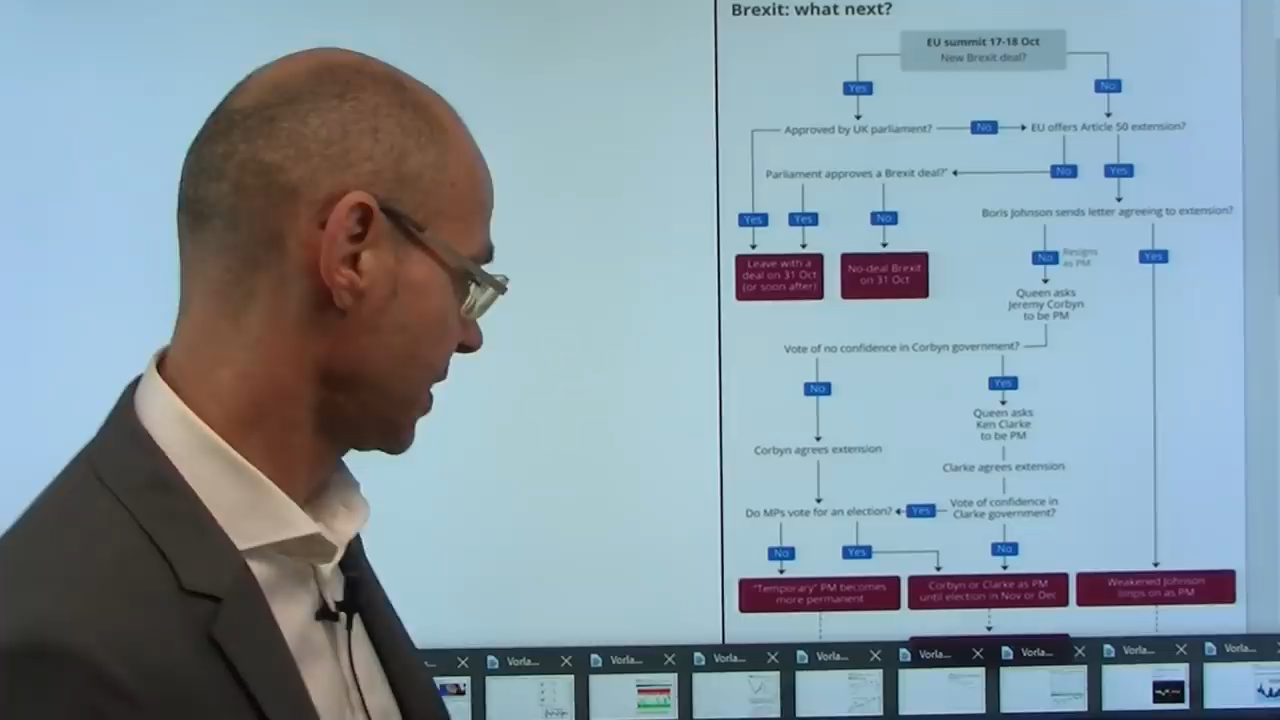 Brexit: what next?
EU summit 17-18 Oct
New Brexit deal?
Yes
No
Approved by UK parliament?
No
EU offers Article 50 extension?
Parliament approves a Brexit deal?*
No
Yes
Boris Johnson sends letter agreeing to extension?
Yes
Yes
No
No
Resigns
as PM
Yes
Leave with a
deal on 31 Oct
(or soon after)
No-deal Brexit
on 31 Oct
Queen asks
Jeremy Corbyn
to be PM
Vote of no confidence in Corbyn government?
No
Yes
Queen asks
Ken Clarke
to be PM
Corbyn agrees extension
Clarke agrees extension
Do MPs vote for an election?
Yes
Vote of confidence in
Clarke government?
No
Yes
No
"Temporary" PM becomes
more permanent
Corbyn or Clarke as PM
until election in Nov or Dec
Weakened Johnson
limps on as PM
Vorla...
Vorla...
Vorla...
Vorla...
Vorla...
Vorla...
Vorla...
Vorla...